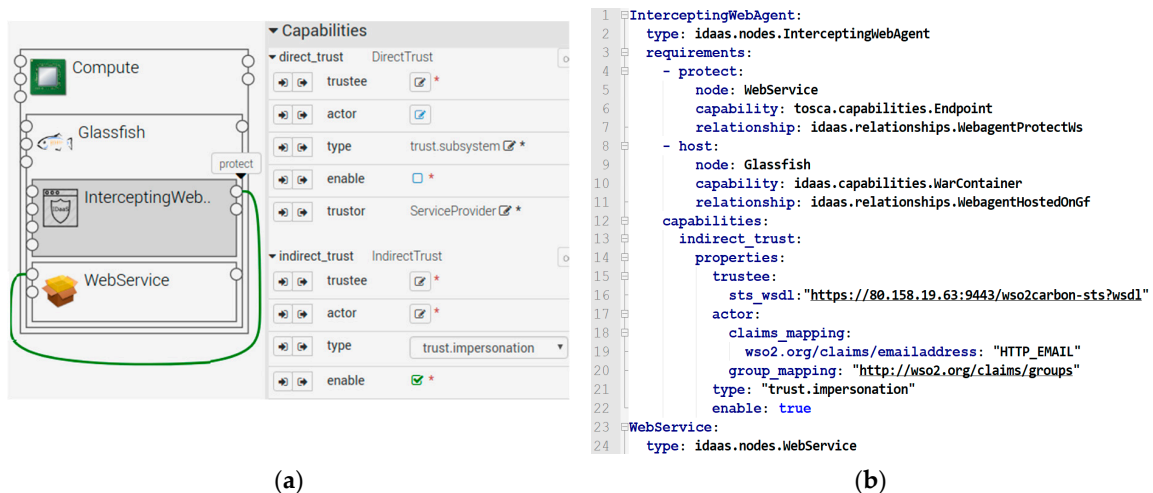 Compute
Glassfish
protect
InterceptingWeb..
IDaaS
WebService
Capabilities
direct_trust DirectTrust
trustee *
actor
type trust.subsystem *
enable *
trustor ServiceProvider *
indirect_trust IndirectTrust
trustee *
actor *
type trust.impersonation
enable *
(a)
1 InterceptingWebAgent:
2 type: idaas.nodes.InterceptingWebAgent
3 requirements:
4 - protect:
5 node: WebService
6 capability: tosca.capabilities.Endpoint
7 relationship: idaas.relationships.WebagentProtectWs
8 - host:
9 node: Glassfish
10 capability: idaas.capabilities.WarContainer
11 relationship: idaas.relationships.WebagentHostedOnGf
12 capabilities:
13 indirect_trust:
14 properties:
15 trustee:
16 sts_wsdl:"https://80.158.19.63:9443/wso2carbon-sts?wsdl"
17 actor:
18 claims_mapping:
19 wso2.org/claims/emailaddress: "HTTP_EMAIL"
20 group_mapping: "http://wso2.org/claims/groups"
21 type: "trust.impersonation"
22 enable: true
23 WebService:
24 type: idaas.nodes.WebService
(b)